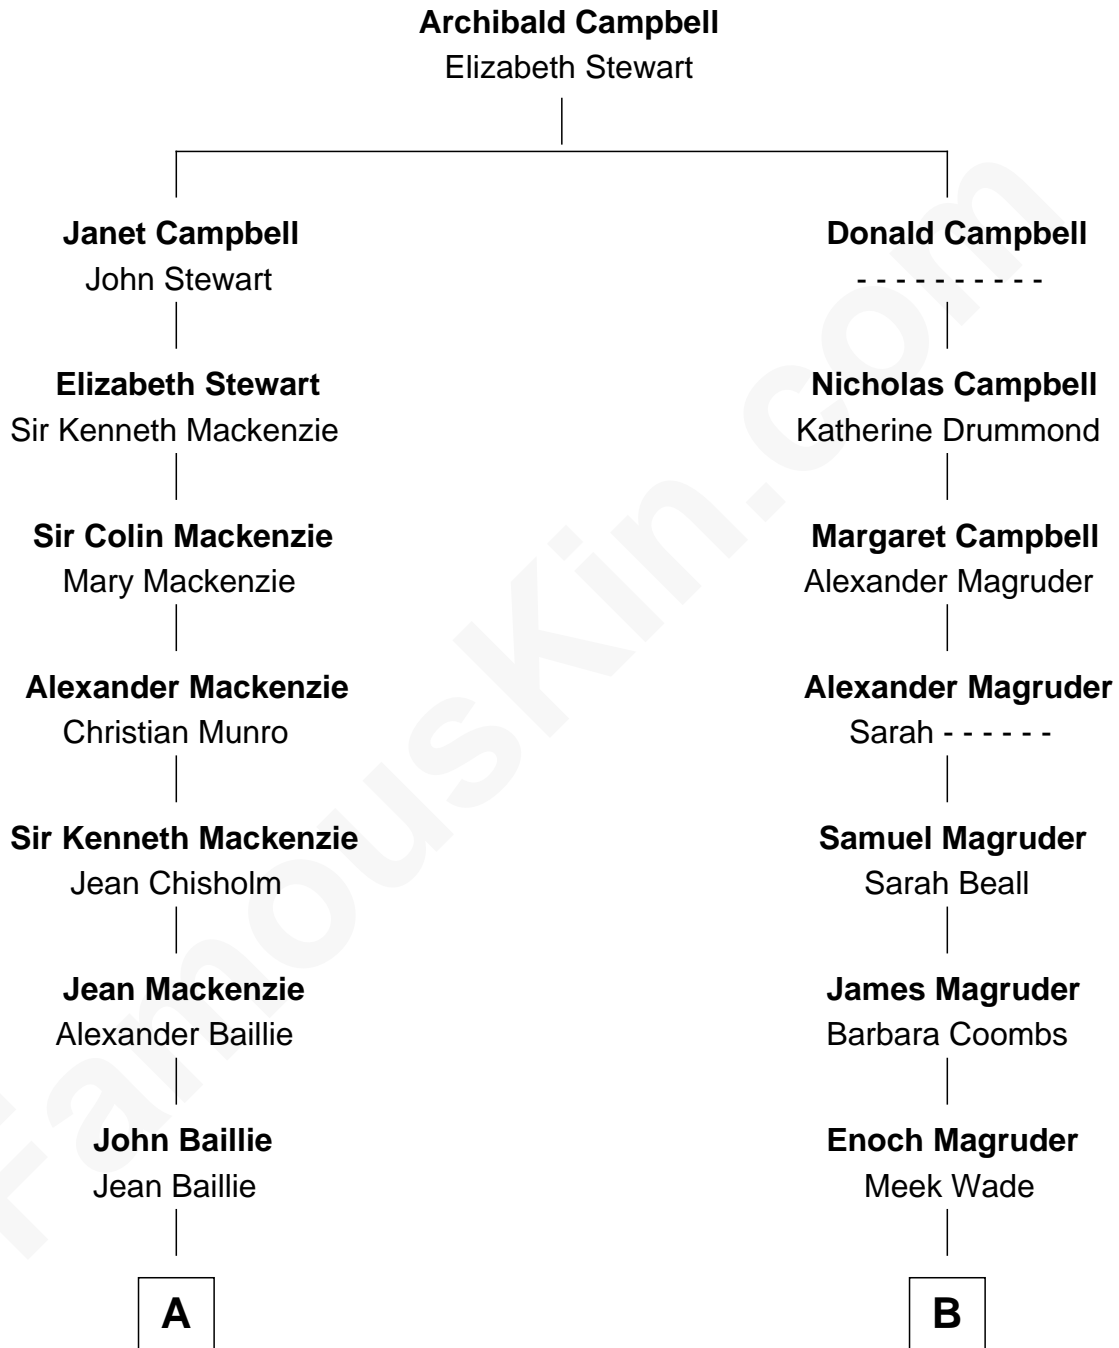 Archibald Campbell
Elizabeth Stewart
Janet Campbell
John Stewart
Elizabeth Stewart
Sir Kenneth Mackenzie
Sir Colin Mackenzie
Mary Mackenzie
Alexander Mackenzie
Christian Munro
Sir Kenneth Mackenzie
Jean Chisholm
Jean Mackenzie
Alexander Baillie
John Baillie
Jean Baillie
A
Donald Campbell
- - - - - - - - - -
Nicholas Campbell
Katherine Drummond
Margaret Campbell
Alexander Magruder
Alexander Magruder
Sarah - - - - - -
Samuel Magruder
Sarah Beall
James Magruder
Barbara Coombs
Enoch Magruder
Meek Wade
B
FamousKin.com